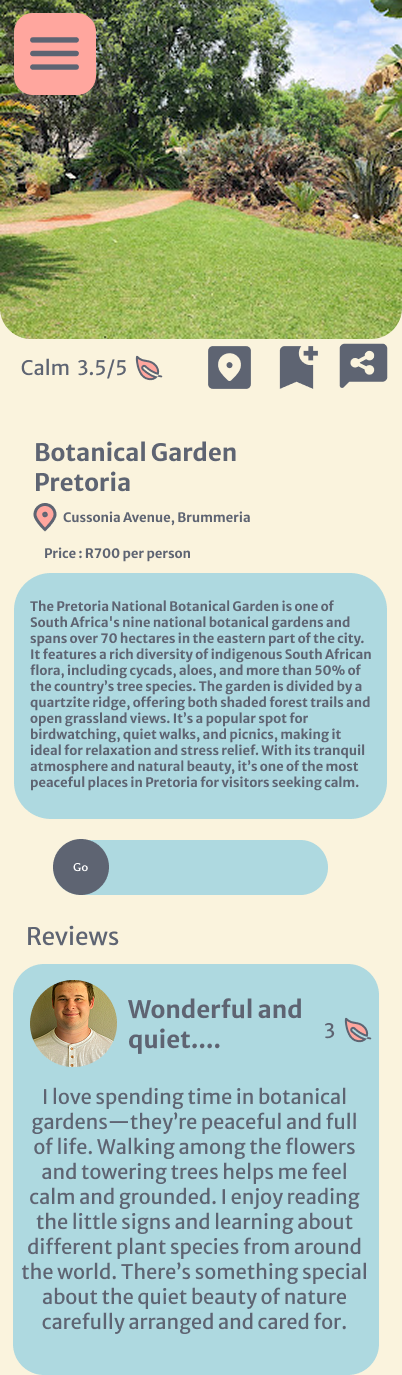 Calm 3.5/5
Botanical Garden
Pretoria
Cussonia Avenue, Brummeria
Price : R700 per person
The Pretoria National Botanical Garden is one of
South Africa's nine national botanical gardens and
spans over 70 hectares in the eastern part of the city.
It features a rich diversity of indigenous South African
flora, including cycads, aloes, and more than 50% of
the country’s tree species. The garden is divided by a
quartzite ridge, offering both shaded forest trails and
open grassland views. It’s a popular spot for
birdwatching, quiet walks, and picnics, making it
ideal for relaxation and stress relief. With its tranquil
atmosphere and natural beauty, it’s one of the most
peaceful places in Pretoria for visitors seeking calm.
Go
Reviews
Wonderful and
quiet....
3
I love spending time in botanical
gardens—they’re peaceful and full
of life. Walking among the flowers
and towering trees helps me feel
calm and grounded. I enjoy reading
the little signs and learning about
different plant species from around
the world. There’s something special
about the quiet beauty of nature
carefully arranged and cared for.